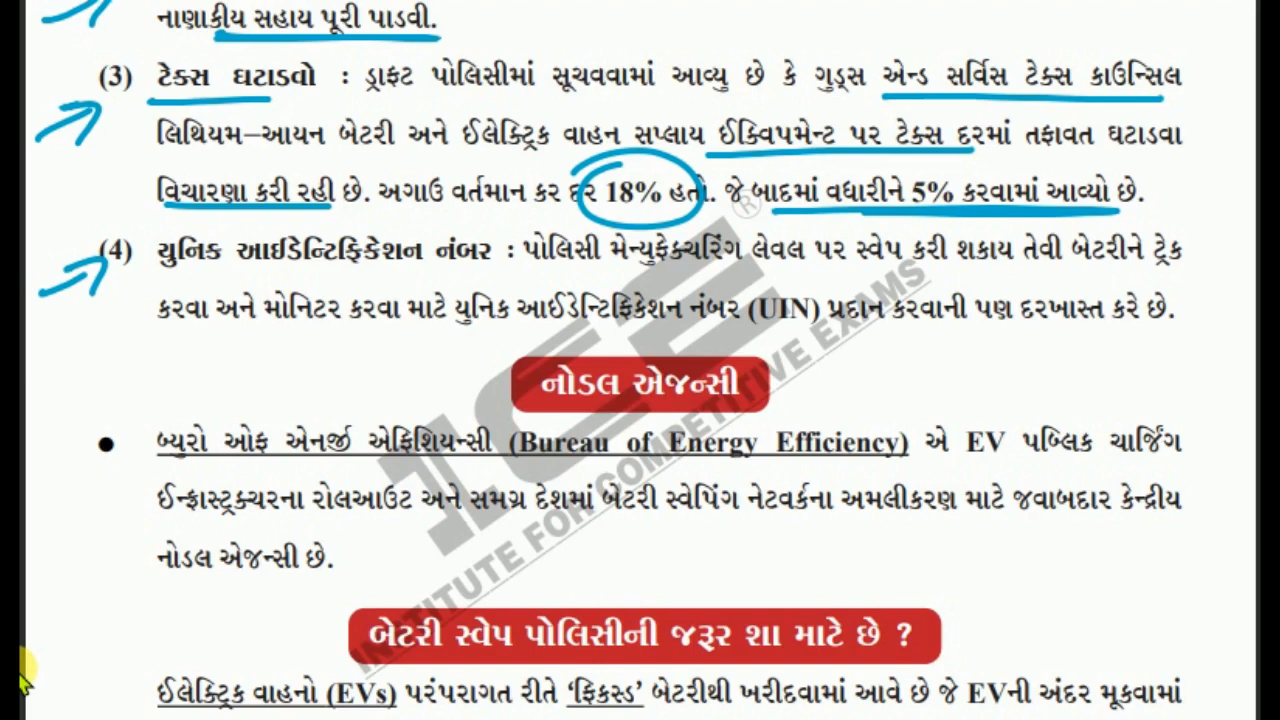 નાણાકીય સહાય પૂરી પાડવી.
(3) ટેક્સ ઘટાડવો : ડ્રાફ્ટ પોલિસીમાં સૂચવવામાં આવ્યુ છે કે ગુડ્સ એન્ડ સર્વિસ ટેક્સ કાઉન્સિલ
લિથિયમ–આયન બેટરી અને ઈલેક્ટ્રિક વાહન સપ્લાય ઈક્વિપમેન્ટ પર ટેક્સ દરમાં તફાવત ઘટાડવા
વિચારણા કરી રહી છે. અગાઉ વર્તમાન કર દર 18% હતો. જે બાદમાં વધારીને 5% કરવામાં આવ્યો છે.
(4) યુનિક આઈડેન્ટિફિકેશન નંબર : પોલિસી મેન્યુફેક્ચરિંગ લેવલ પર સ્વેપ કરી શકાય તેવી બેટરીને ટ્રેક
કરવા અને મોનિટર કરવા માટે યુનિક આઈડેન્ટિફિકેશન નંબર (UIN) પ્રદાન કરવાની પણ દરખાસ્ત કરે છે.
નોડલ એજન્સી
● બ્યુરો ઓફ એનર્જી એફિશિયન્સી (Bureau of Energy Efficiency) એ EV પબ્લિક ચાર્જિંગ
ઈન્ફ્રાસ્ટ્રક્ચરના રોલઆઉટ અને સમગ્ર દેશમાં બેટરી સ્વેપિંગ નેટવર્કના અમલીકરણ માટે જવાબદાર કેન્દ્રીય
નોડલ એજન્સી છે.
બેટરી સ્વેપ પોલિસીની જરૂર શા માટે છે ?
ઈલેક્ટ્રિક વાહનો (EVs) પરંપરાગત રીતે ‘ફિક્સ્ડ’ બેટરીથી ખરીદવામાં આવે છે જે EVની અંદર મૂકવામાં
ICE ®
INSTITUTE FOR COMPETITIVE EXAMS